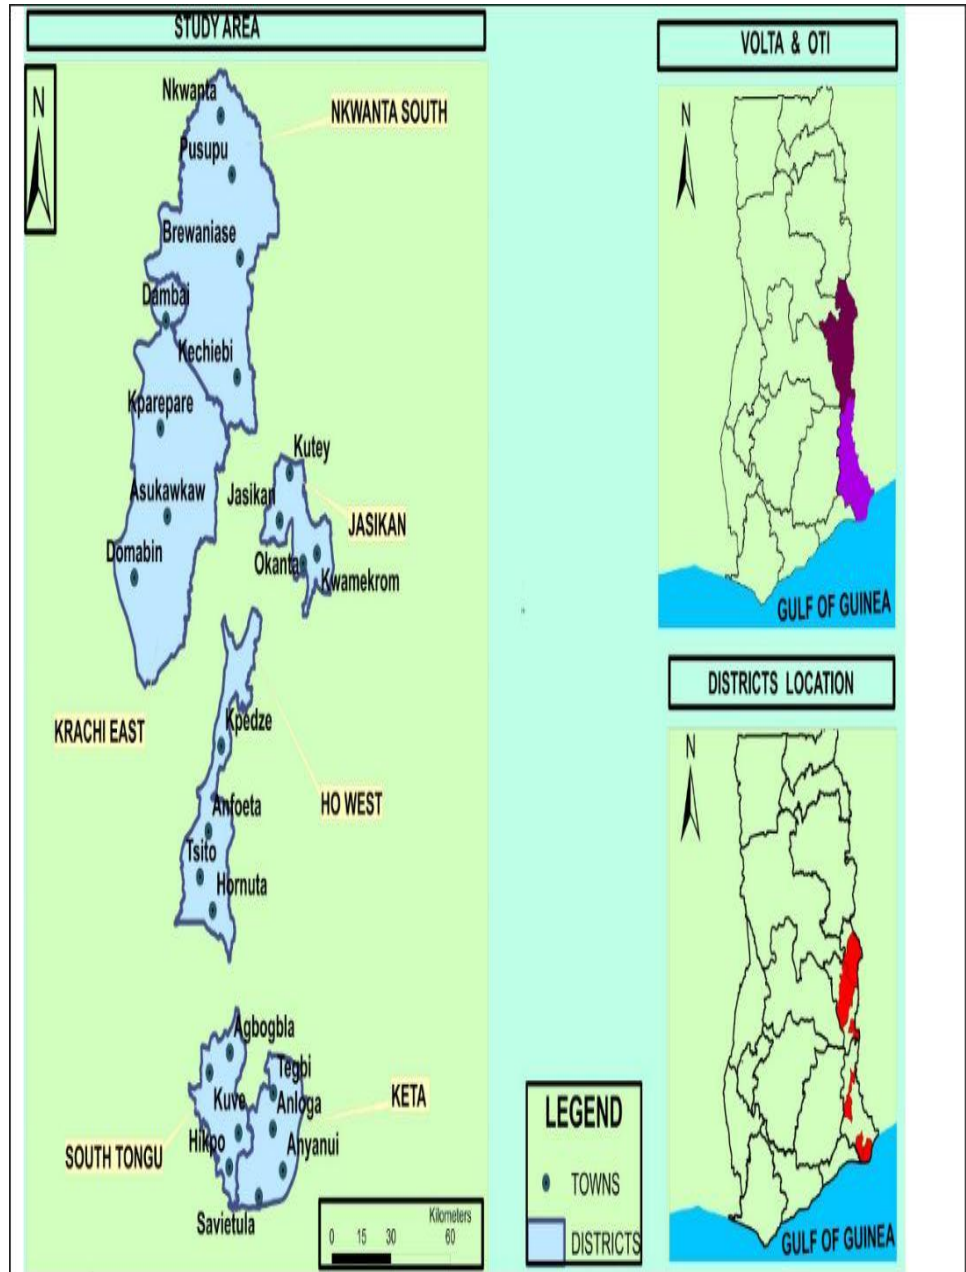 STUDY AREA
N
Nkwanta
NKWANTA SOUTH
Pusupu
Brewaniase
Dambai
Kechiebi
Kparepare
Kutey
Asukawkaw
Jasikan
JASIKAN
Domabin
Okanta
Kwamekrom
KRACHI EAST
Kpedze
HO WEST
Anfoeta
Tsito
Hornuta
Agbogbla
Tegbi
Kuve
Anloga
KETA
Hikpo
Anyanui
SOUTH TONGU
Savietula
Kilometers
0 15 30 60
LEGEND
TOWNS
DISTRICTS
VOLTA & OTI
N
GULF OF GUINEA
DISTRICTS LOCATION
N
GULF OF GUINEA